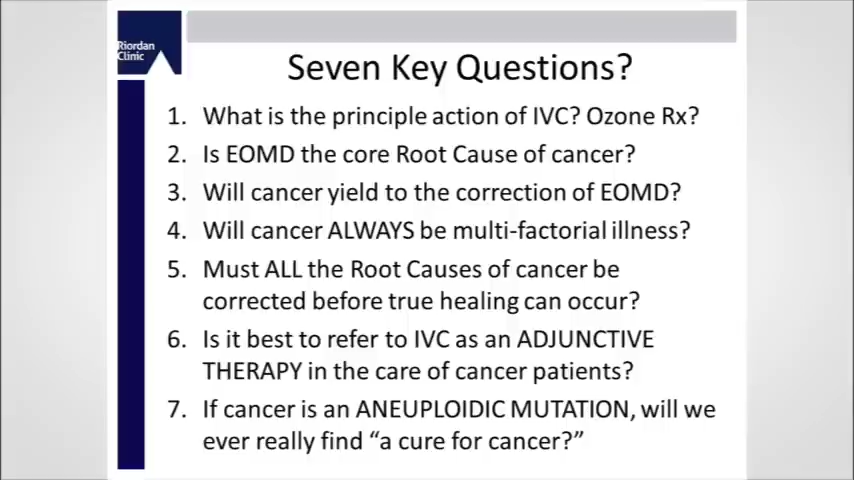 Riordan
Clinic
Seven Key Questions?
1. What is the principle action of IVC? Ozone Rx?
2. Is EOMD the core Root Cause of cancer?
3. Will cancer yield to the correction of EOMD?
4. Will cancer ALWAYS be multi-factorial illness?
5. Must ALL the Root Causes of cancer be
corrected before true healing can occur?
6. Is it best to refer to IVC as an ADJUNCTIVE
THERAPY in the care of cancer patients?
7. If cancer is an ANEUPLOIDIC MUTATION, will we
ever really find “a cure for cancer?”